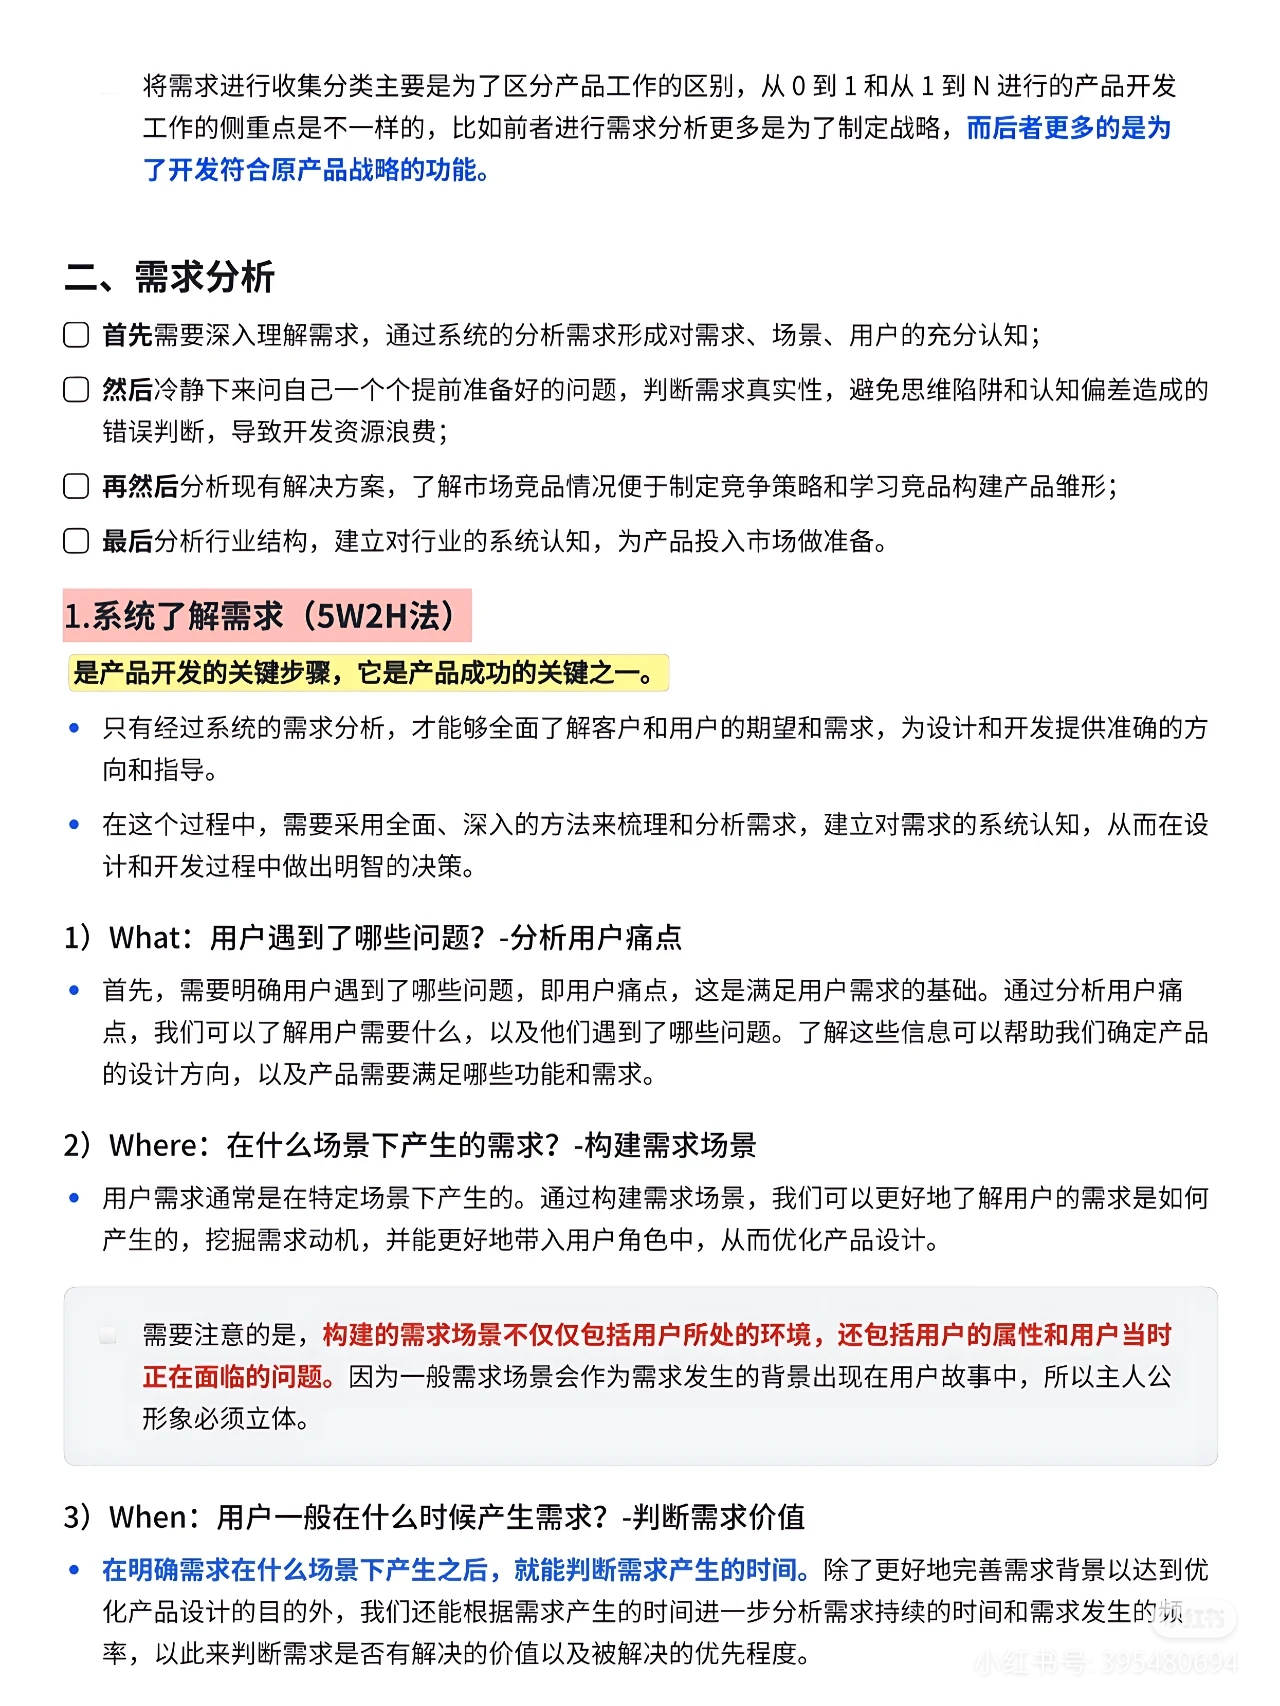 将需求进行收集分类主要是为了区分产品工作的区别，从 0 到 1 和从 1 到 N 进行的产品开发
工作的侧重点是不一样的，比如前者进行需求分析更多是为了制定战略，而后者更多的是为
了开发符合原产品战略的功能。
二、需求分析
首先需要深入理解需求，通过系统的分析需求形成对需求、场景、用户的充分认知；
然后冷静下来问自己一个个提前准备好的问题，判断需求真实性，避免思维陷阱和认知偏差造成的
错误判断，导致开发资源浪费；
再然后分析现有解决方案，了解市场竞品情况便于制定竞争策略和学习竞品构建产品雏形；
最后分析行业结构，建立对行业的系统认知，为产品投入市场做准备。
1.系统了解需求（5W2H法）
是产品开发的关键步骤，它是产品成功的关键之一。
只有经过系统的需求分析，才能够全面了解客户和用户的期望和需求，为设计和开发提供准确的方
向和指导。
在这个过程中，需要采用全面、深入的方法来梳理和分析需求，建立对需求的系统认知，从而在设
计和开发过程中做出明智的决策。
1）What：用户遇到了哪些问题？-分析用户痛点
首先，需要明确用户遇到了哪些问题，即用户痛点，这是满足用户需求的基础。通过分析用户痛
点，我们可以了解用户需要什么，以及他们遇到了哪些问题。了解这些信息可以帮助我们确定产品
的设计方向，以及产品需要满足哪些功能和需求。
2）Where：在什么场景下产生的需求？-构建需求场景
用户需求通常是在特定场景下产生的。通过构建需求场景，我们可以更好地了解用户的需求是如何
产生的，挖掘需求动机，并能更好地带入用户角色中，从而优化产品设计。
需要注意的是，构建的需求场景不仅仅包括用户所处的环境，还包括用户的属性和用户当时
正在面临的问题。因为一般需求场景会作为需求发生的背景出现在用户故事中，所以主人公
形象必须立体。
3）When：用户一般在什么时候产生需求？-判断需求价值
在明确需求在什么场景下产生之后，就能判断需求产生的时间。除了更好地完善需求背景以达到优
化产品设计的目的外，我们还能根据需求产生的时间进一步分析需求持续的时间和需求发生的频
率，以此来判断需求是否有解决的价值以及被解决的优先程度。
小红书
小红书号: 395480694